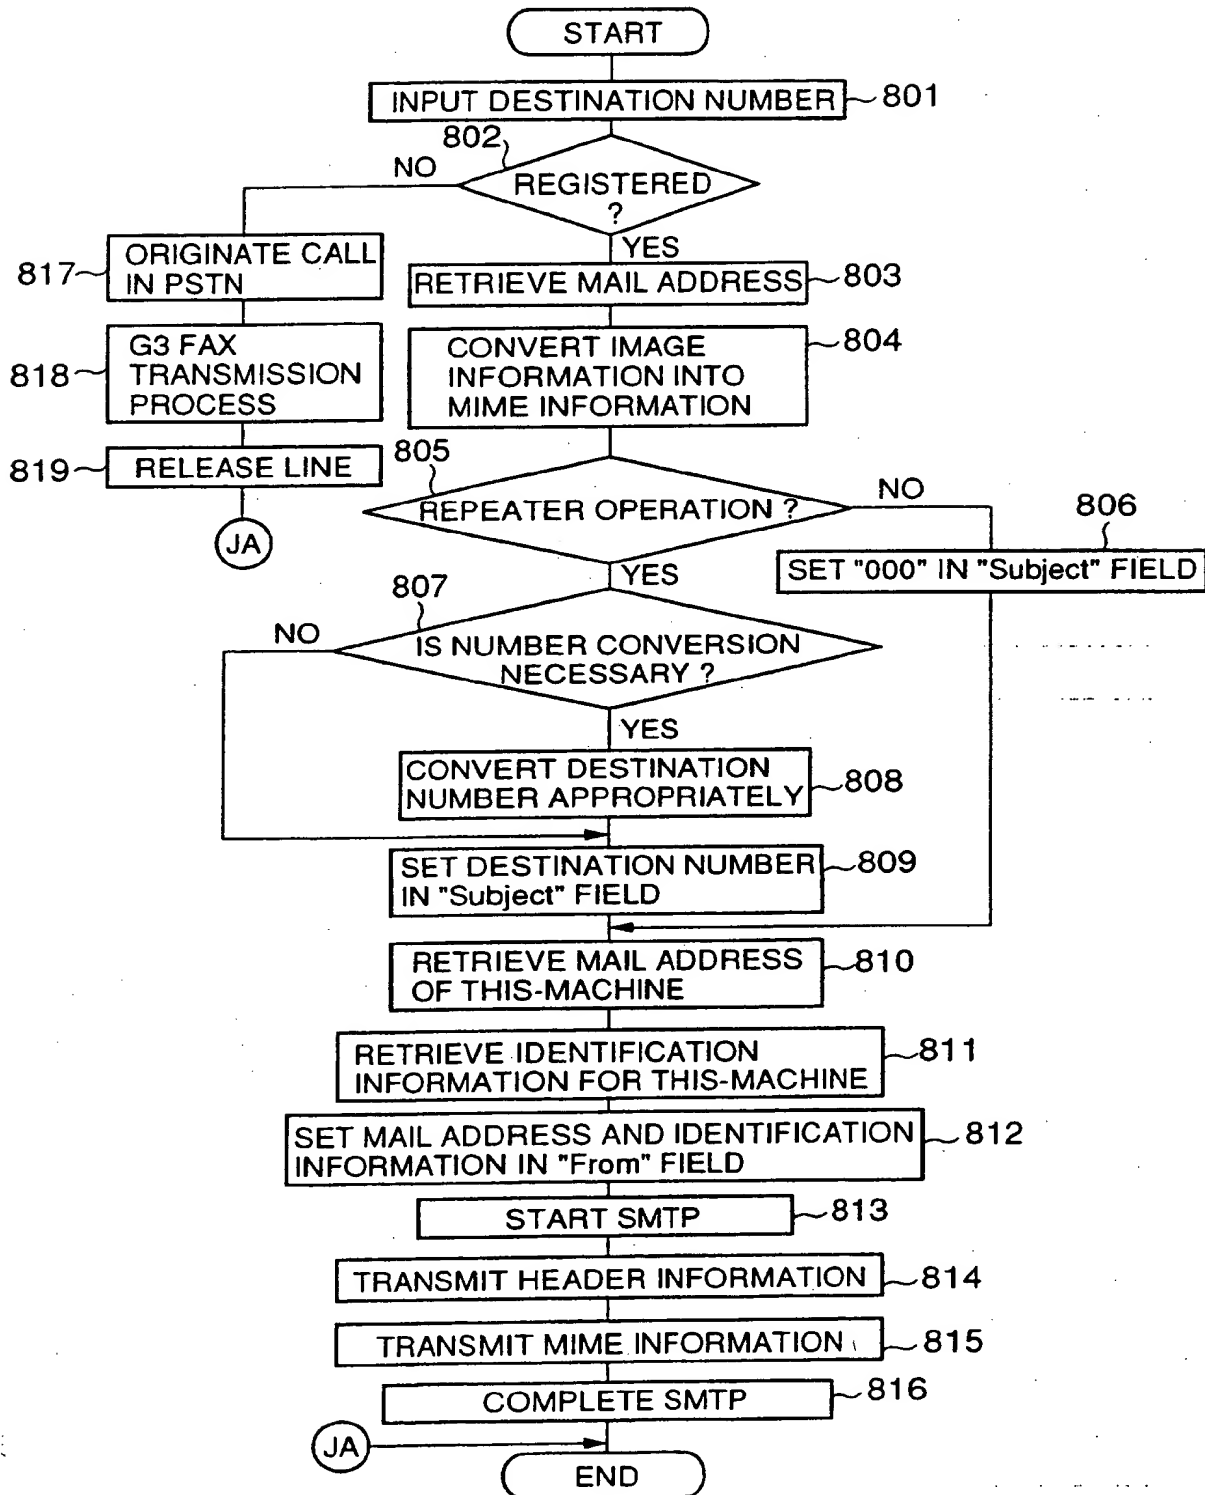 START
INPUT DESTINATION NUMBER
801
802
NO
REGISTERED
?
YES
817
ORIGINATE CALL
IN PSTN
RETRIEVE MAIL ADDRESS
803
818
G3 FAX
TRANSMISSION
PROCESS
CONVERT IMAGE
INFORMATION INTO
MIME INFORMATION
804
819
RELEASE LINE
JA
805
REPEATER OPERATION ?
NO
806
SET "000" IN "Subject" FIELD
YES
807
NO
IS NUMBER CONVERSION
NECESSARY ?
YES
CONVERT DESTINATION
NUMBER APPROPRIATELY
808
SET DESTINATION NUMBER
IN "Subject" FIELD
809
RETRIEVE MAIL ADDRESS
OF THIS-MACHINE
810
RETRIEVE IDENTIFICATION
INFORMATION FOR THIS-MACHINE
811
SET MAIL ADDRESS AND IDENTIFICATION
INFORMATION IN "From" FIELD
812
START SMTP
813
TRANSMIT HEADER INFORMATION
814
TRANSMIT MIME INFORMATION
815
COMPLETE SMTP
816
JA
END